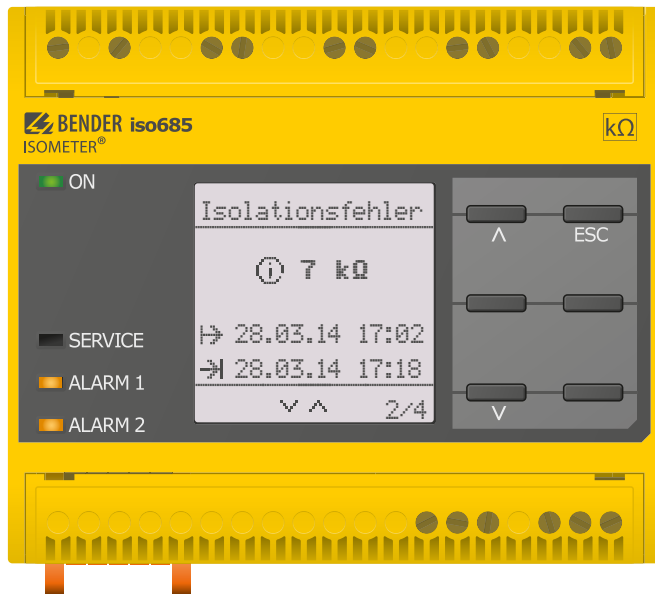 BENDER iso685
ISOMETER®
kΩ
ON
SERVICE
ALARM 1
ALARM 2
Isolationsfehler
7 kΩ
28.03.14 17:02
28.03.14 17:18
2/4
ESC